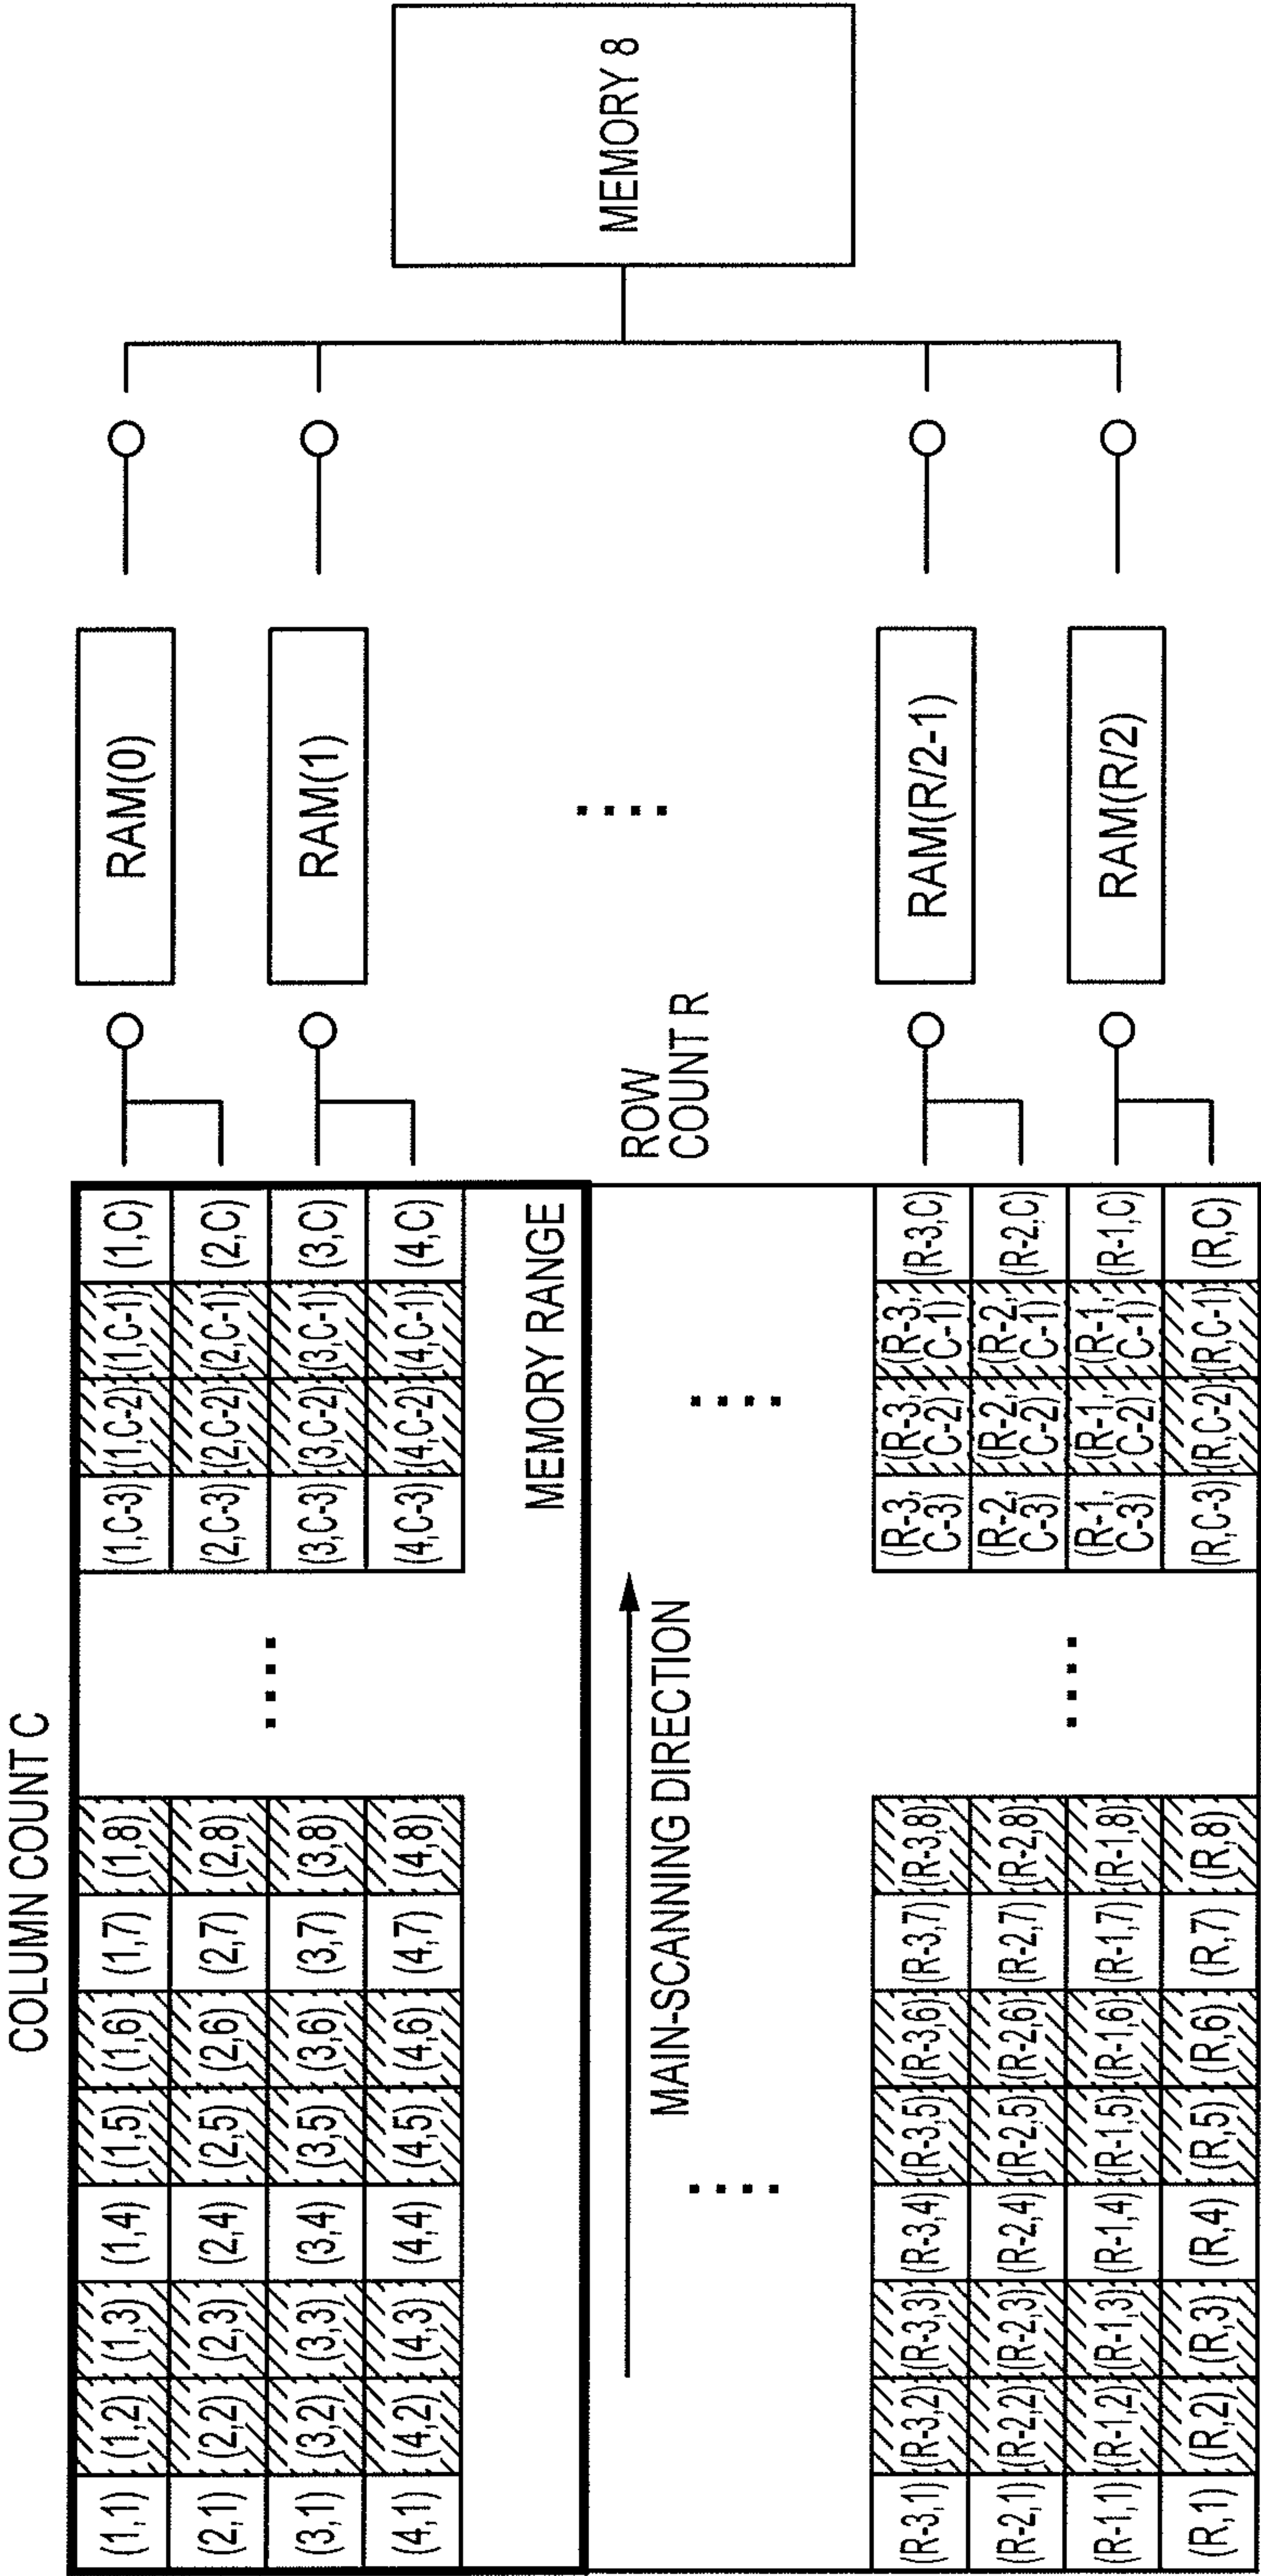 COLUMN COUNT C
(1,1) (1,2) (1,3) (1,4) (1,5) (1,6) (1,7) (1,8) .... (1,C-3) (1,C-2) (1,C-1) (1,C)
(2,1) (2,2) (2,3) (2,4) (2,5) (2,6) (2,7) (2,8) (2,C-3) (2,C-2) (2,C-1) (2,C)
(3,1) (3,2) (3,3) (3,4) (3,5) (3,6) (3,7) (3,8) (3,C-3) (3,C-2) (3,C-1) (3,C)
(4,1) (4,2) (4,3) (4,4) (4,5) (4,6) (4,7) (4,8) (4,C-3) (4,C-2) (4,C-1) (4,C)
MEMORY RANGE
MAIN-SCANNING DIRECTION
.... ....
ROW
COUNT R
(R-3,1) (R-3,2) (R-3,3) (R-3,4) (R-3,5) (R-3,6) (R-3,7) (R-3,8) .... (R-3, C-3) (R-3, C-2) (R-3, C-1) (R-3,C)
(R-2,1) (R-2,2) (R-2,3) (R-2,4) (R-2,5) (R-2,6) (R-2,7) (R-2,8) (R-2, C-3) (R-2, C-2) (R-2, C-1) (R-2,C)
(R-1,1) (R-1,2) (R-1,3) (R-1,4) (R-1,5) (R-1,6) (R-1,7) (R-1,8) (R-1, C-3) (R-1, C-2) (R-1, C-1) (R-1,C)
(R,1) (R,2) (R,3) (R,4) (R,5) (R,6) (R,7) (R,8) (R,C-3) (R,C-2) (R,C-1) (R,C)
RAM(0)
RAM(1)
....
RAM(R/2-1)
RAM(R/2)
MEMORY 8